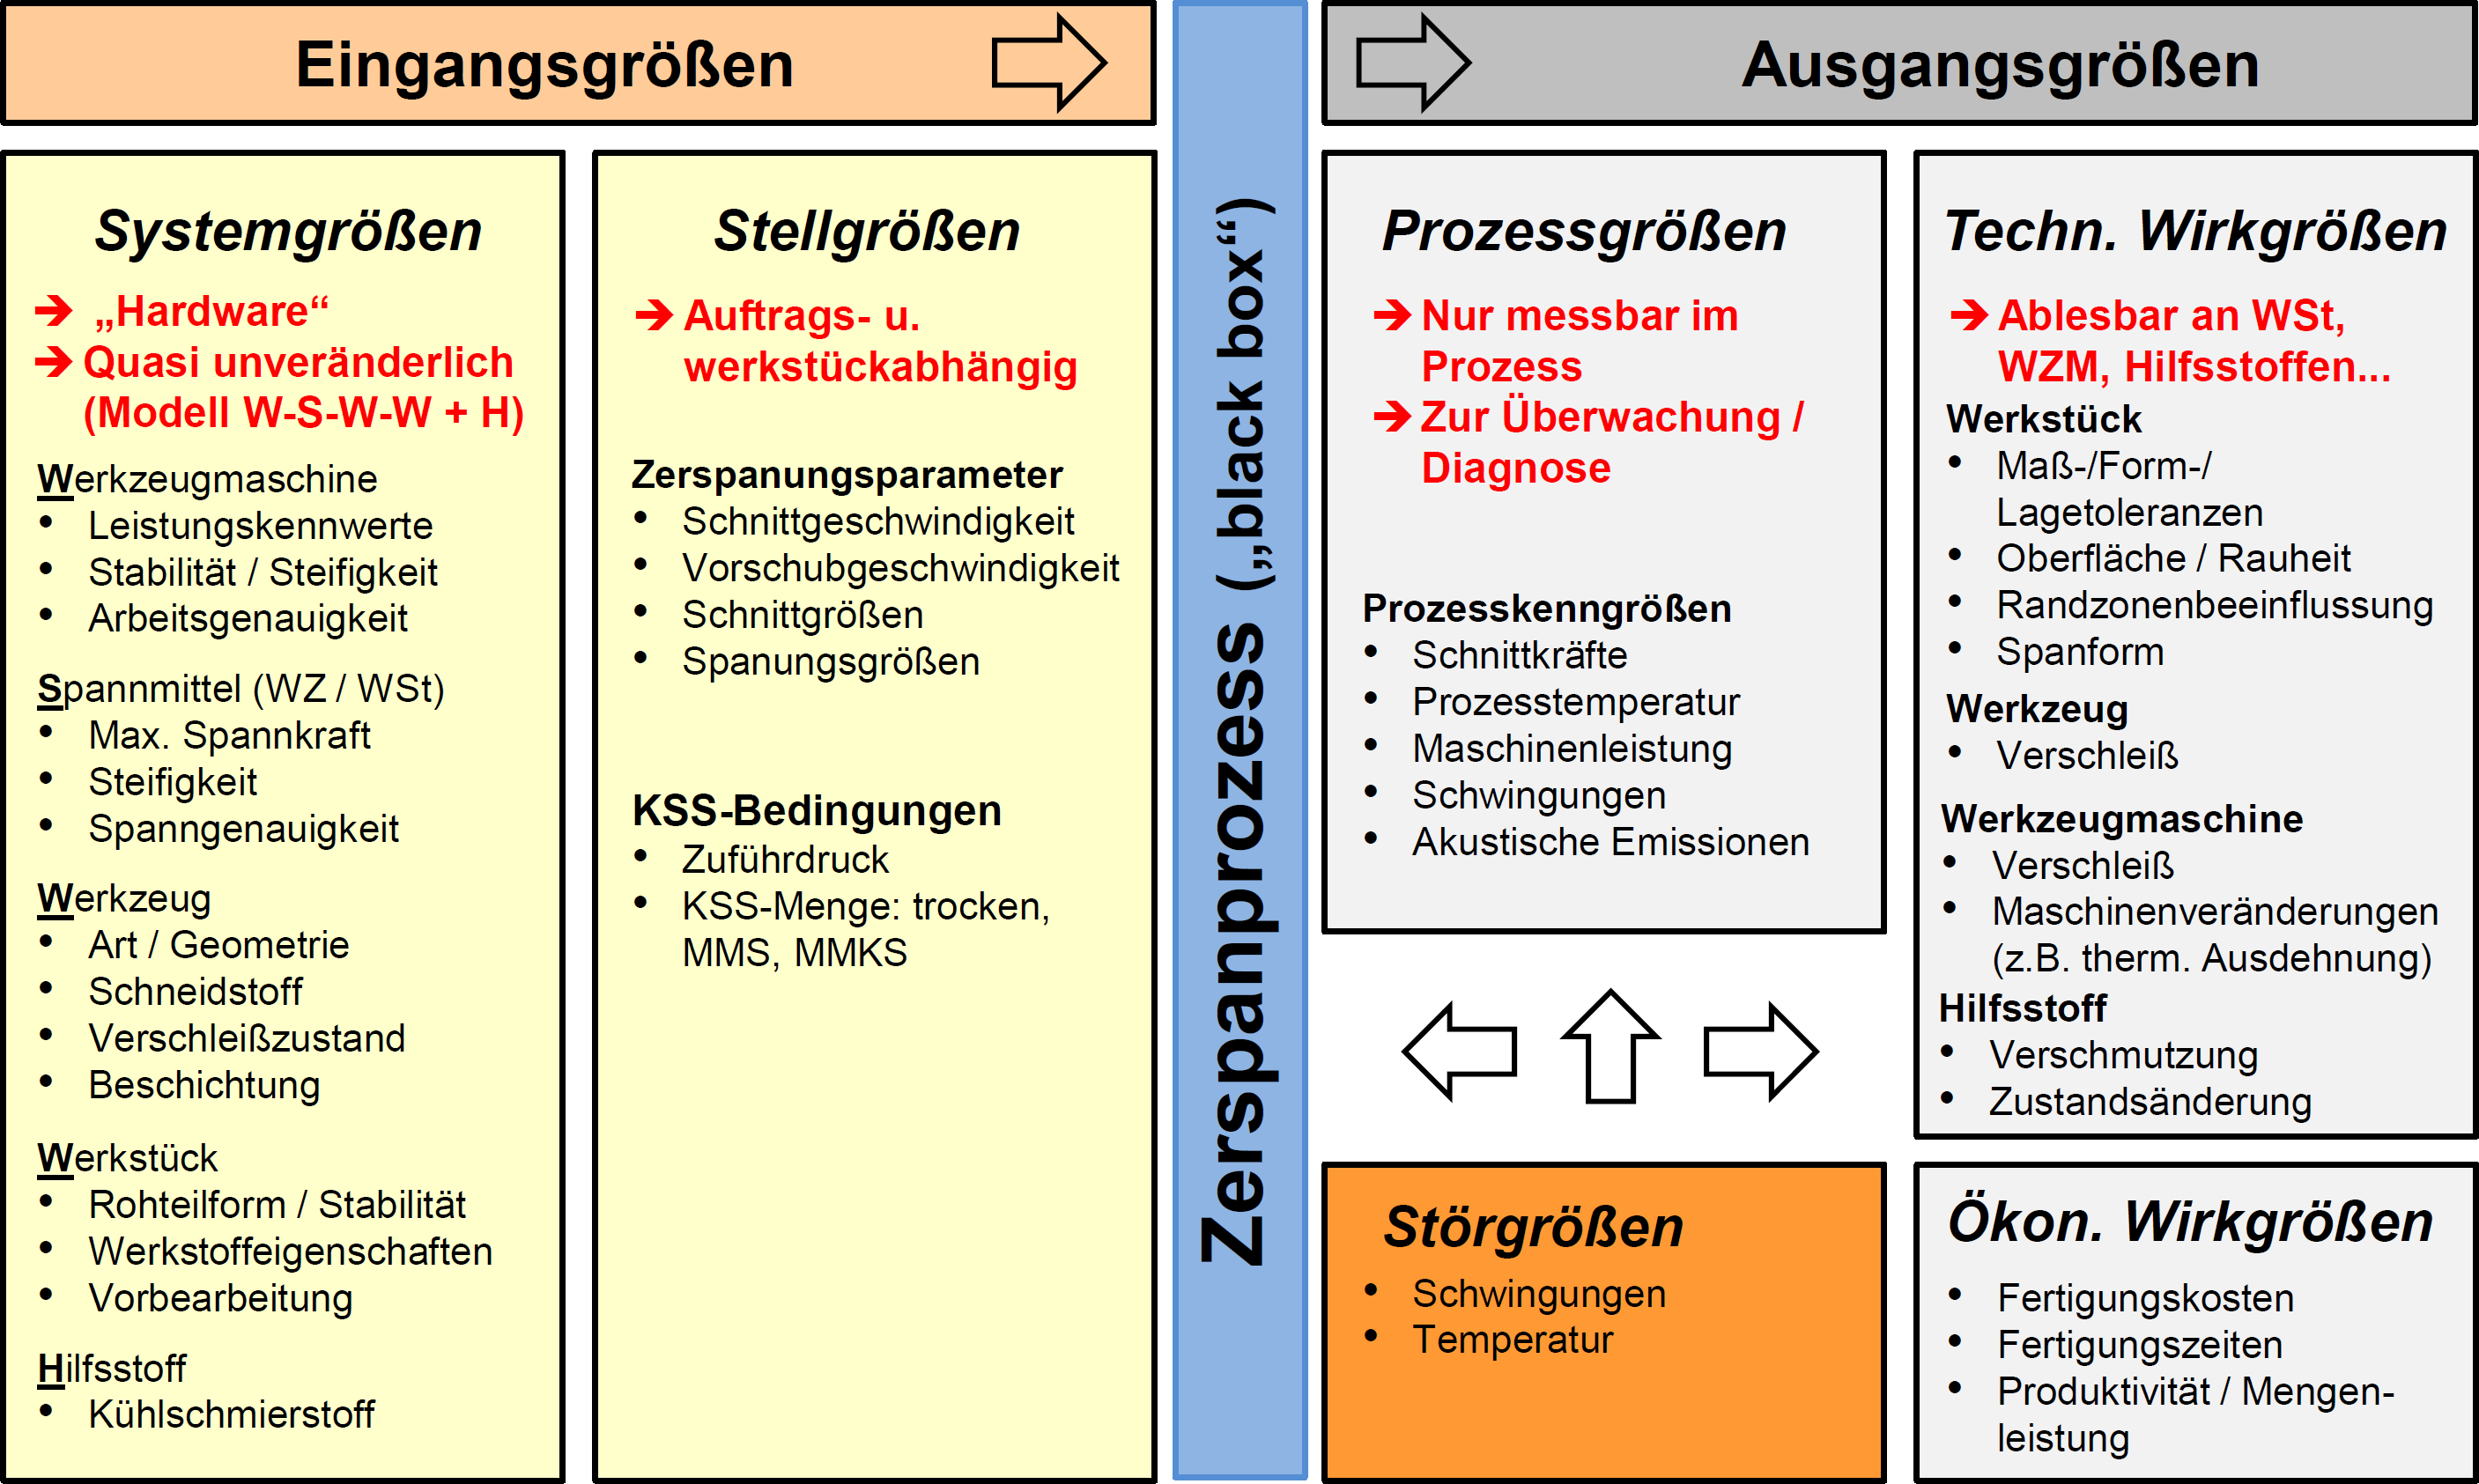 Eingangsgrößen
Ausgangsgrößen
Systemgrößen
„Hardware“
Quasi unveränderlich
(Modell W-S-W-W + H)
Werkzeugmaschine
• Leistungskennwerte
• Stabilität / Steifigkeit
• Arbeitsgenauigkeit
Spannmittel (WZ / WSt)
• Max. Spannkraft
• Steifigkeit
• Spanngenauigkeit
Werkzeug
• Art / Geometrie
• Schneidstoff
• Verschleißzustand
• Beschichtung
Werkstück
• Rohteilform / Stabilität
• Werkstoffeigenschaften
• Vorbearbeitung
Hilfsstoff
• Kühlschmierstoff
Stellgrößen
Auftrags- u.
werkstückabhängig
Zerspanungsparameter
• Schnittgeschwindigkeit
• Vorschubgeschwindigkeit
• Schnittgrößen
• Spanungsgrößen
KSS-Bedingungen
• Zuführdruck
• KSS-Menge: trocken,
MMS, MMKS
Zerspanprozess („black box“)
Prozessgrößen
Nur messbar im
Prozess
Zur Überwachung /
Diagnose
Prozesskenngrößen
• Schnittkräfte
• Prozesstemperatur
• Maschinenleistung
• Schwingungen
• Akustische Emissionen
Störgrößen
• Schwingungen
• Temperatur
Techn. Wirkgrößen
Ablesbar an WSt,
WZM, Hilfsstoffen...
Werkstück
• Maß-/Form-/
Lagetoleranzen
• Oberfläche / Rauheit
• Randzonenbeeinflussung
• Spanform
Werkzeug
• Verschleiß
Werkzeugmaschine
• Verschleiß
• Maschinenveränderungen
(z.B. therm. Ausdehnung)
Hilfsstoff
• Verschmutzung
• Zustandsänderung
Ökon. Wirkgrößen
• Fertigungskosten
• Fertigungszeiten
• Produktivität / Mengen-
leistung